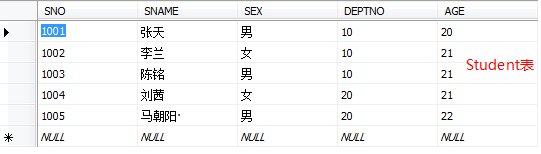 SNO SNAME SEX DEPTNO AGE
1001 张天 男 10 20
1002 李兰 女 10 21
1003 陈铭 男 10 21
Student表
1004 刘茜 女 20 21
1005 马朝阳 男 20 22
NULL NULL NULL NULL NULL